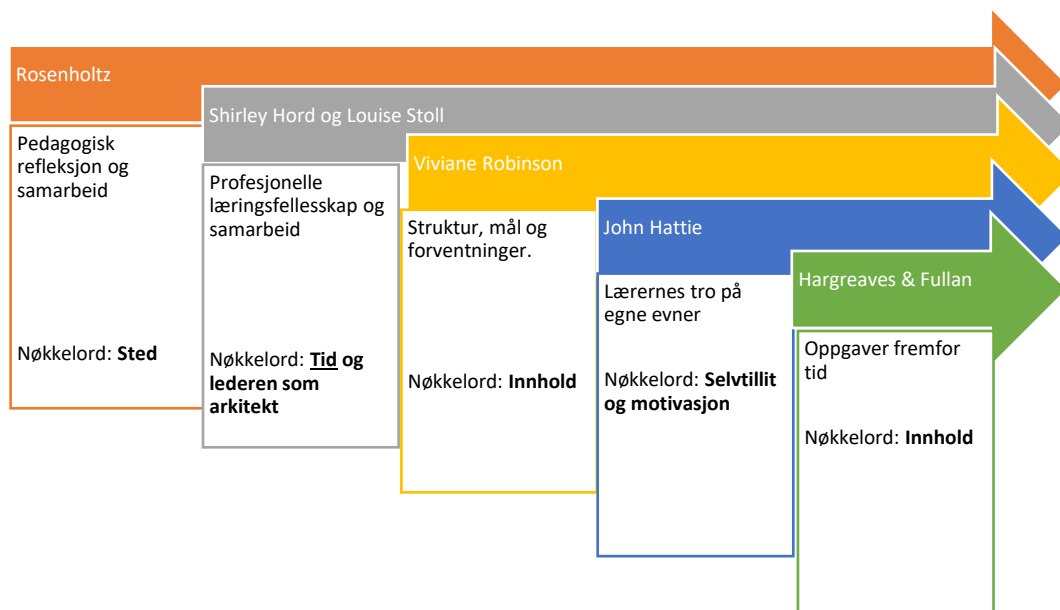 Rosenholtz
Pedagogisk
refleksjon og
samarbeid
Nøkkelord: Sted
Shirley Hord og Louise Stoll
Profesjonelle
læringsfellesskap og
samarbeid
Nøkkelord: Tid og
lederen som
arkitekt
Viviane Robinson
Struktur, mål og
forventninger.
Nøkkelord: Innhold
John Hattie
Lærernes tro på
egne evner
Nøkkelord: Selvtillit
og motivasjon
Hargreaves & Fullan
Oppgaver fremfor
tid
Nøkkelord: Innhold